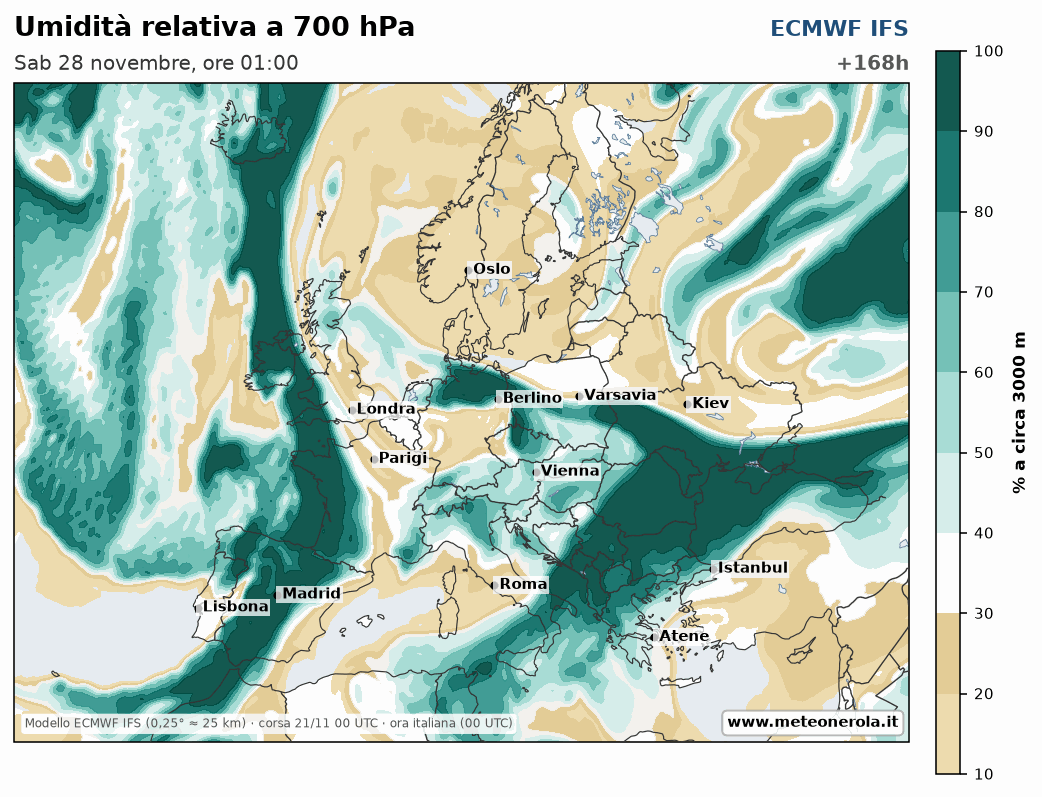 Umidità relativa a 700 hPa
ECMWF IFS
Sab 28 novembre, ore 01:00
+168h
100
90
80
70
60
50
40
30
20
10
% a circa 3000 m
Oslo
Londra
Berlino
Varsavia
Kiev
Parigi
Vienna
Madrid
Lisbona
Roma
Istanbul
Atene
Modello ECMWF IFS (0,25° ≈ 25 km) · corsa 21/11 00 UTC · ora italiana (00 UTC)
www.meteonerola.it